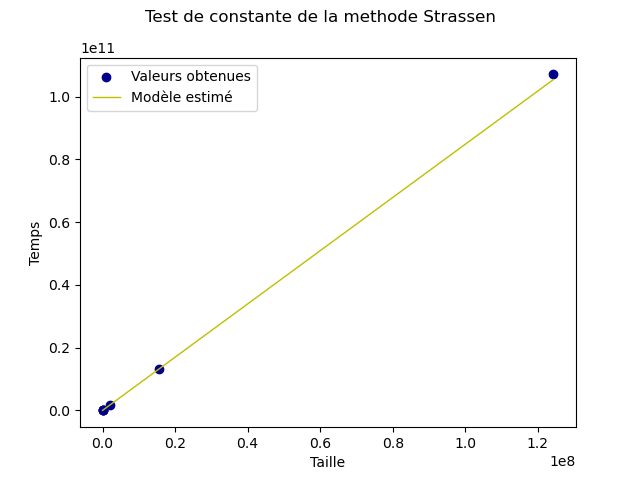 Test de constante de la methode Strassen
1e11
Valeurs obtenues
Modèle estimé
1.0
0.8
0.6
0.4
0.2
0.0
Temps
0.0 0.2 0.4 0.6 0.8 1.0 1.2
Taille
1e8